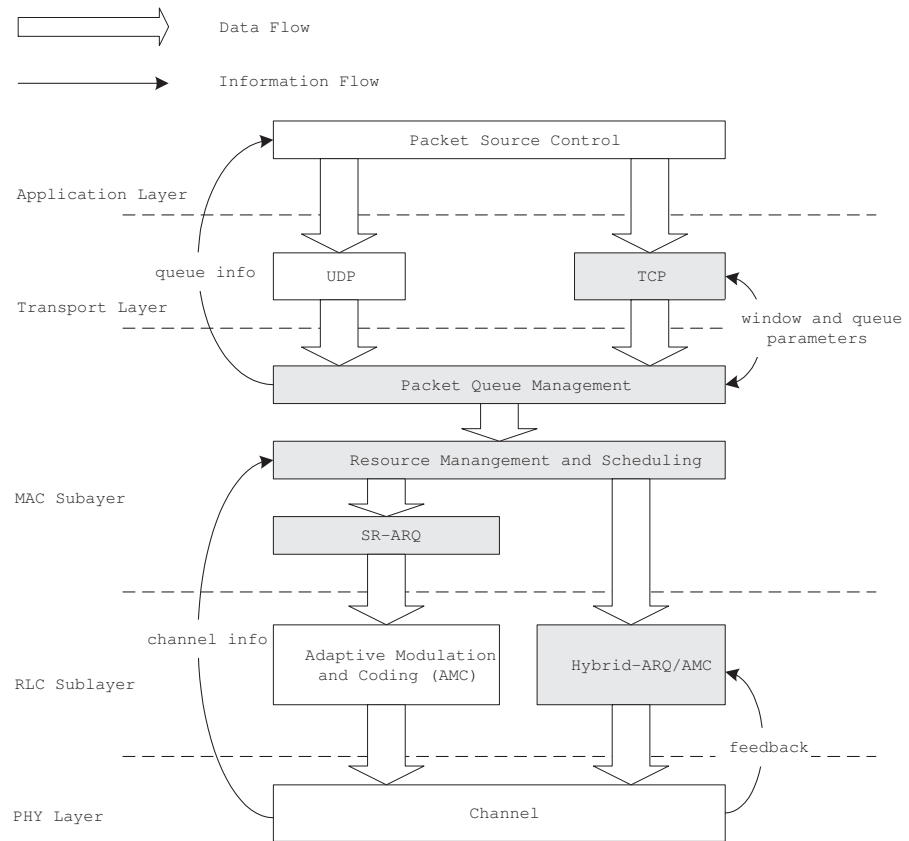 Data Flow
Information Flow
Packet Source Control
Application Layer
queue info
UDP
TCP
Transport Layer
window and queue
parameters
Packet Queue Management
Resource Manangement and Scheduling
MAC Subayer
SR-ARQ
channel info
Adaptive Modulation
and Coding (AMC)
Hybrid-ARQ/AMC
RLC Sublayer
feedback
PHY Layer
Channel